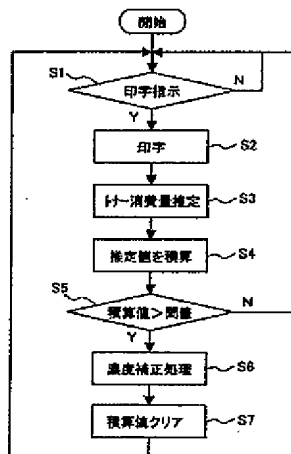 開始
S1
印字指示
N
Y
印字
S2
トナー消費量推定
S3
推定値を積算
S4
S5
積算値>閾値
N
Y
濃度補正処理
S6
積算値クリア
S7